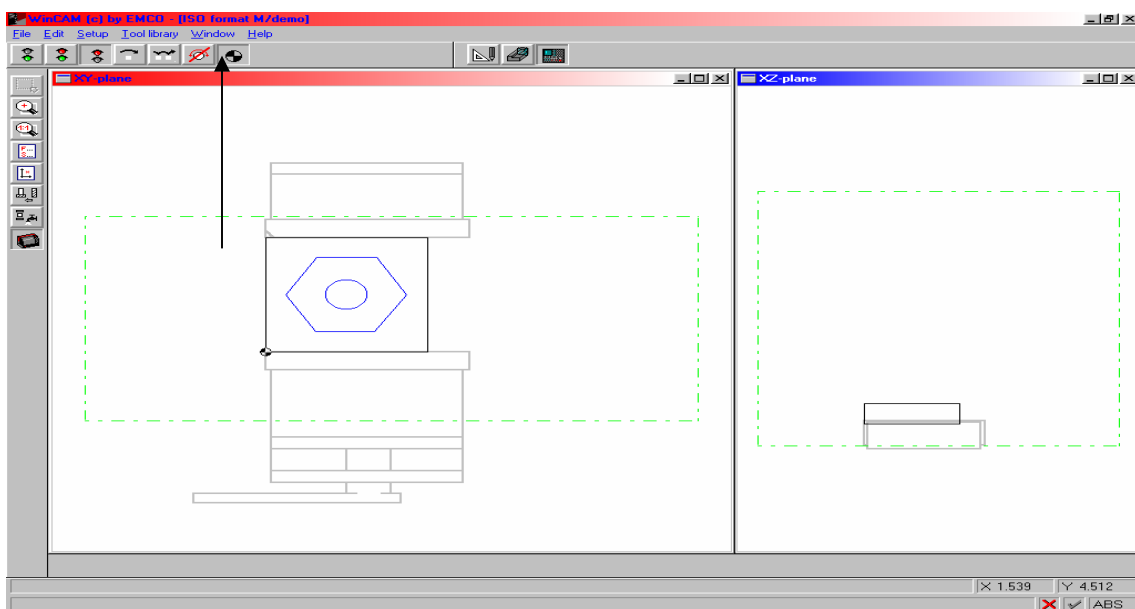 WinCAM (c) by EMCO - [ISO format M/demo]
File Edit Setup Tool library Window Help
XY-plane
XZ-plane
X 1.539 Y 4.512
ABS